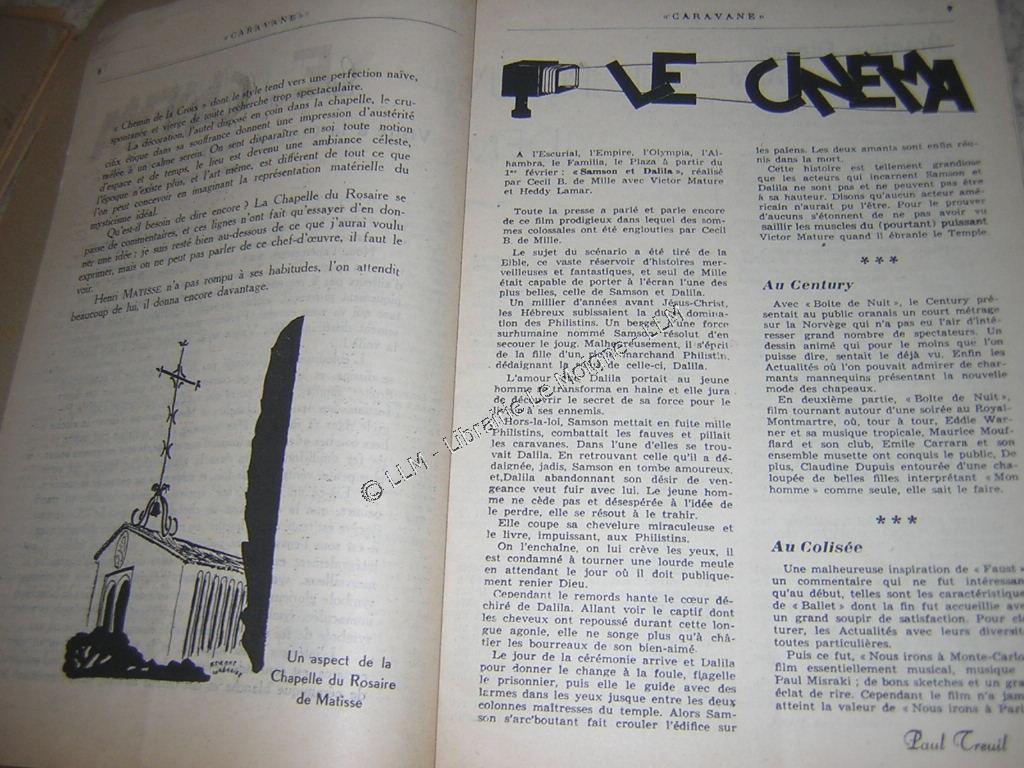 « CARAVANE »
8
« Chemin de la Croix » dont le style tend vers une perfection naïve,
spontanée et vierge de toute recherche trop spectaculaire.
La décoration, l'autel disposé en coin dans la chapelle, le cru-
cifix étique dans sa souffrance donnent une impression d'austérité
mêlée à un calme serein. On sent disparaître en soi toute notion
d'espace et de temps, le lieu est devenu une ambiance céleste,
l'époque n'existe plus, et l'art même, est différent de tout ce que
l'on peut concevoir en imaginant la représentation matérielle du
mysticisme idéal.
Qu'est-il besoin de dire encore ? La Chapelle du Rosaire se
passe de commentaires, et ces lignes n'ont fait qu'essayer d'en don-
ner une idée : je suis resté bien au-dessous de ce que j'aurai voulu
exprimer, mais on ne peut parler de ce chef-d'œuvre, il faut le
voir.
Henri MATISSE n'a pas rompu à ses habitudes, l'on attendit
beaucoup de lui, il donna encore davantage.
Un aspect de la
Chapelle du Rosaire
de Matisse
« CARAVANE »
9
LE CINEMA
A l'Escurial, l'Empire, l'Olympia, l'Al-
hambra, le Familia, le Plaza à partir du
1er février : « Samson et Dalila », réalisé
par Cecil B. de Mille avec Victor Mature
et Heddy Lamar.
Toute la presse a parlé et parle encore
de ce film prodigieux dans lequel des som-
mes colossales ont été englouties par Cecil
B. de Mille.
Le sujet du scénario a été tiré de la
Bible, ce vaste réservoir d'histoires mer-
veilleuses et fantastiques, et seul de Mille
était capable de porter à l'écran l'une des
plus belles, celle de Samson et Dalila.
Un millier d'années avant Jésus-Christ,
les Hébreux subissaient la dure domina-
tion des Philistins. Un berger d'une force
surhumaine nommé Samson résolut d'en
secouer le joug. Malheureusement, il s'éprit
de la fille d'un marchand Philistin,
dédaignant la de celle-ci, Dalila.
L'amour que Dalila portait au jeune
homme se transforma en haine et elle jura
de découvrir le secret de sa force pour le
à ses ennemis.
Hors-la-loi, Samson mettait en fuite mille
Philistins, combattait les fauves et pillait
les caravanes. Dans l'une d'elles se trou-
vait Dalila. En retrouvant celle qu'il a dé-
daignée, jadis, Samson en tombe amoureux,
et Dalila abandonnant son désir de ven-
geance veut fuir avec lui. Le jeune hom-
me ne cède pas et désespérée à l'idée de
le perdre, elle se résout à le trahir.
Elle coupe sa chevelure miraculeuse et
le livre, impuissant, aux Philistins.
On l'enchaîne, on lui crève les yeux, il
est condamné à tourner une lourde meule
en attendant le jour où il doit publique-
ment renier Dieu.
Cependant le remords hante le cœur dé-
chiré de Dalila. Allant voir le captif dont
les cheveux ont repoussé durant cette lon-
gue agonie, elle ne songe plus qu'à châ-
tier les bourreaux de son bien-aimé.
Le jour de la cérémonie arrive et Dalila
pour donner le change à la foule, flagelle
le prisonnier, puis elle le guide avec des
larmes dans les yeux jusque entre les deux
colonnes maîtresses du temple. Alors Sam-
son s'arc'boutant fait crouler l'édifice sur
les païens. Les deux amants sont enfin réu-
nis dans la mort.
Cette histoire est tellement grandiose
que les acteurs qui incarnent Samson et
Dalila ne sont pas et ne peuvent pas être
à sa hauteur. Disons qu'aucun acteur amé-
ricain n'aurait pu l'être. Pour le prouver
d'aucuns s'étonnent de ne pas avoir vu
saillir les muscles du (pourtant) puissant
Victor Mature quand il ébranle le Temple.
***
Au Century
Avec « Boîte de Nuit », le Century pré-
sentait au public oranais un court métrage
sur la Norvège qui n'a pas eu l'air d'inté-
resser grand nombre de spectateurs. Un
dessin animé qui pour le moins que l'on
puisse dire, sentait le déjà vu. Enfin les
Actualités où l'on pouvait admirer de char-
mants mannequins présentant la nouvelle
mode des chapeaux.
En deuxième partie, « Boîte de Nuit »,
film tournant autour d'une soirée au Royal-
Montmartre, où, tour à tour, Eddie War-
ner et sa musique tropicale, Maurice Mouf-
flard et son club, Emile Carrara et son
ensemble musette ont conquis le public. De
plus, Claudine Dupuis entourée d'une cha-
loupée de belles filles interprétant « Mon
homme » comme seule, elle sait le faire.
***
Au Colisée
Une malheureuse inspiration de « Faust »
un commentaire qui ne fut intéressant
qu'au début, telles sont les caractéristiques
de « Ballet » dont la fin fut accueillie avec
un grand soupir de satisfaction. Pour clô-
turer, les Actualités avec leurs diversités
toutes particulières.
Puis ce fut, « Nous irons à Monte-Carlo
film essentiellement musical, musique
Paul Misraki ; de bons sketches et un gra
éclat de rire. Cependant le film n'a jam
atteint la valeur de « Nous irons à Paris
Paul Treuil
© LLM - Librairie Le Moigne - LLM